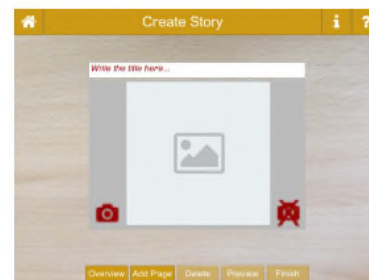 Create Story
i ?
Write the title here...
Overview Add Page Delete Preview Finish